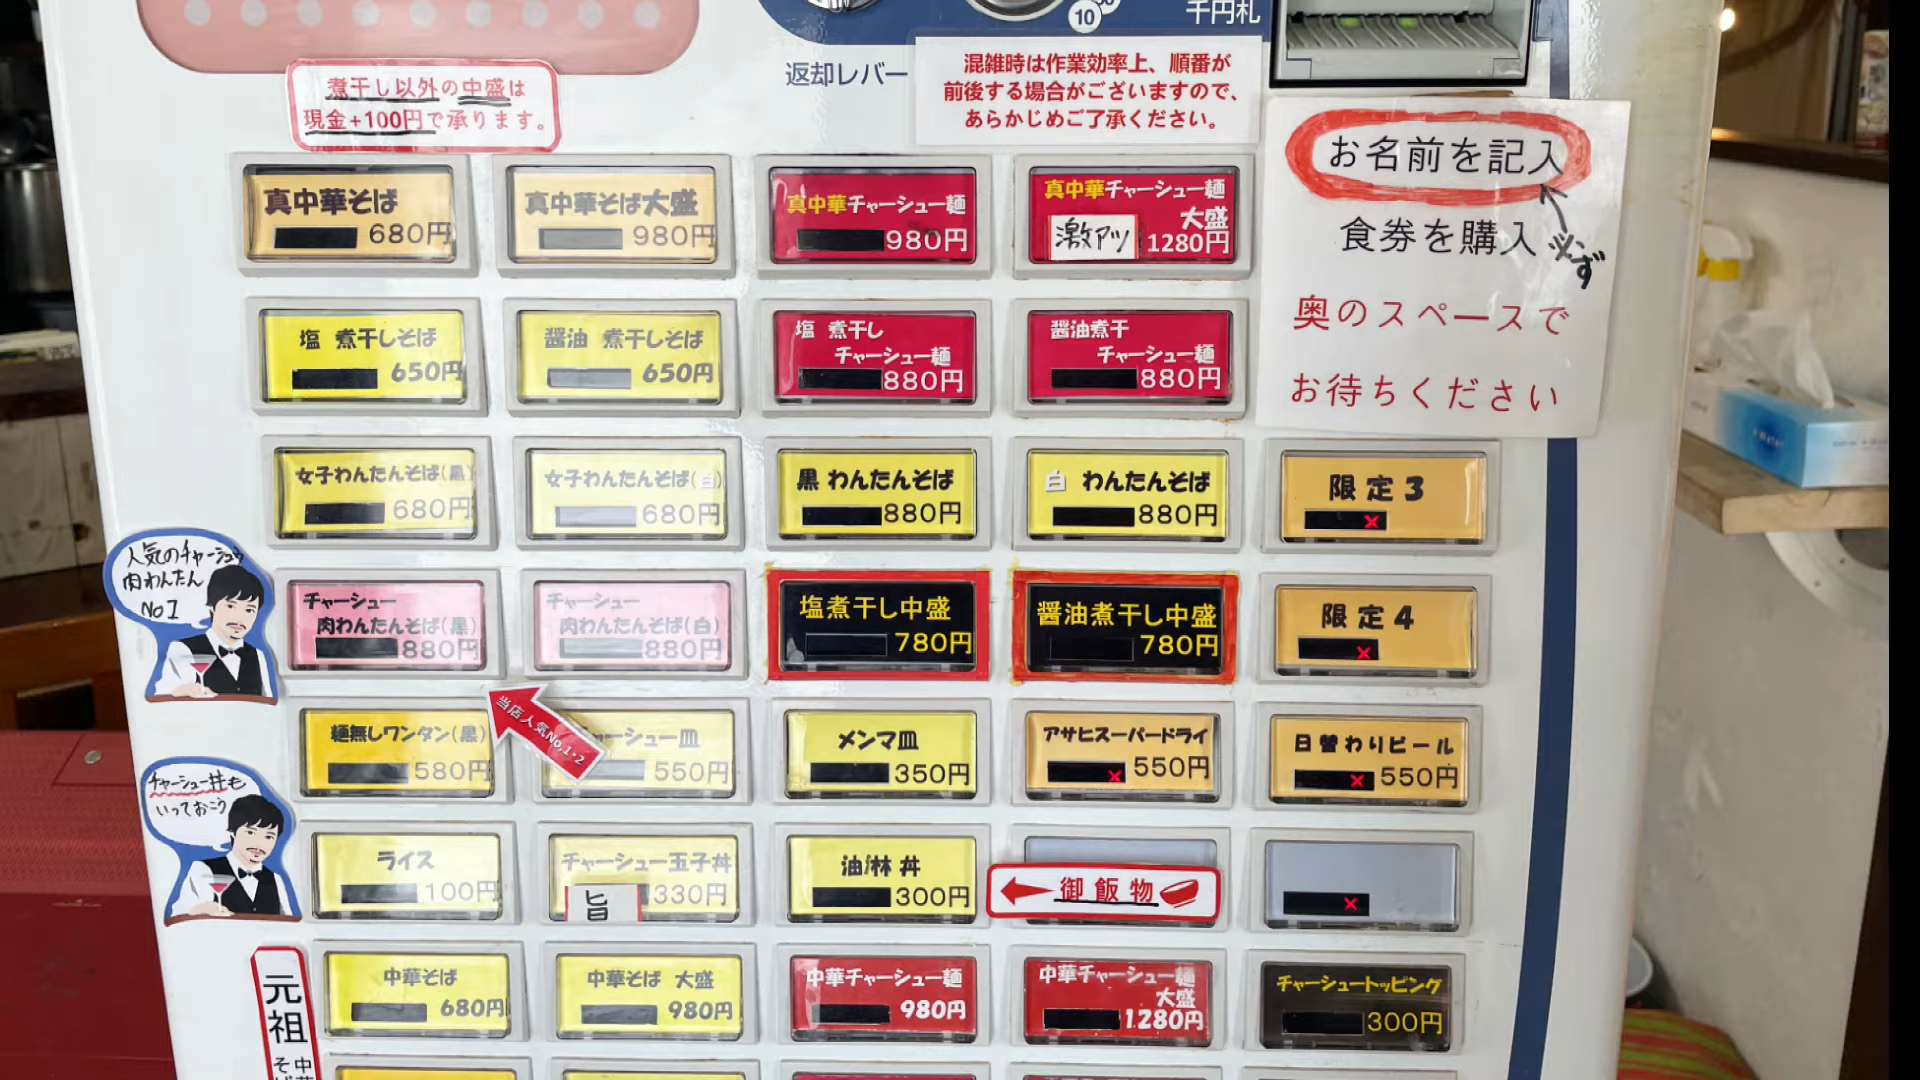 10
千円札
返却レバー
煮干し以外の中盛は
現金+100円で承ります。
混雑時は作業効率上、順番が
前後する場合がございますので、
あらかじめご了承ください。
お名前を記入
必ず
食券を購入
奥のスペースで
お待ちください
真中華そば
680円
真中華そば大盛
980円
真中華チャーシュー麺
980円
真中華チャーシュー麺
大盛
激アツ
1280円
塩 煮干しそば
650円
醤油 煮干しそば
650円
塩 煮干し
チャーシュー麺
880円
醤油煮干
チャーシュー麺
880円
女子わんたんそば(黒)
680円
女子わんたんそば(白)
680円
黒 わんたんそば
880円
白 わんたんそば
880円
限定3
人気のチャーシュウ
肉わんたん
No1
チャーシュー
肉わんたんそば(黒)
880円
チャーシュー
肉わんたんそば(白)
880円
塩煮干し中盛
780円
醤油煮干し中盛
780円
限定4
当店人気No,1・2
麺無しワンタン(黒)
580円
ーシュー皿
550円
メンマ皿
350円
アサヒスーパードライ
550円
日替わりビール
550円
チャーシュー丼も
いっておこう
ライス
100円
チャーシュー玉子丼
旨
330円
油淋丼
300円
御飯物
元祖
中華そば
680円
中華そば 大盛
980円
中華チャーシュー麺
980円
中華チャーシュー麺
大盛
1280円
チャーシュートッピング
300円